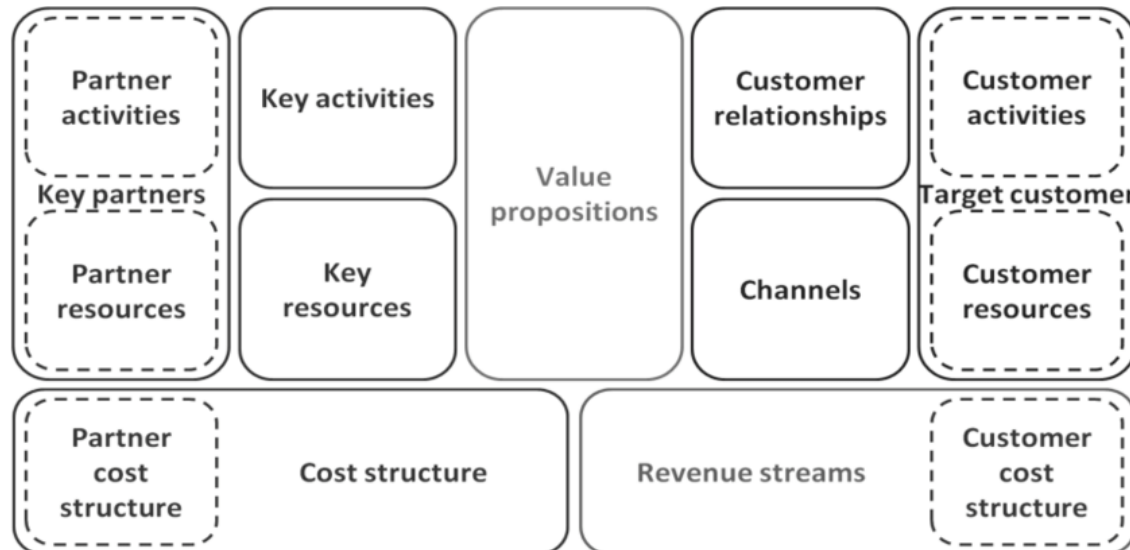 Partner
activities
Key partners
Partner
resources
Key activities
Key
resources
Value
propositions
Customer
relationships
Channels
Customer
activities
Target customer
Customer
resources
Partner
cost
structure
Cost structure
Revenue streams
Customer
cost
structure